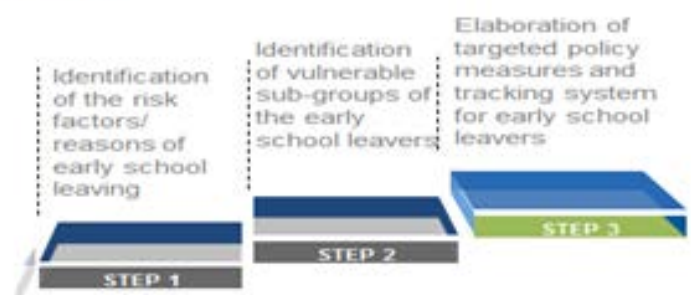 Identification
of the risk
factors/
reasons of
early school
leaving
STEP 1
Identification
of vulnerable
sub-groups of
the early
school leavers
STEP 2
Elaboration of
targeted policy
measures and
tracking system
for early school
leavers
STEP 3